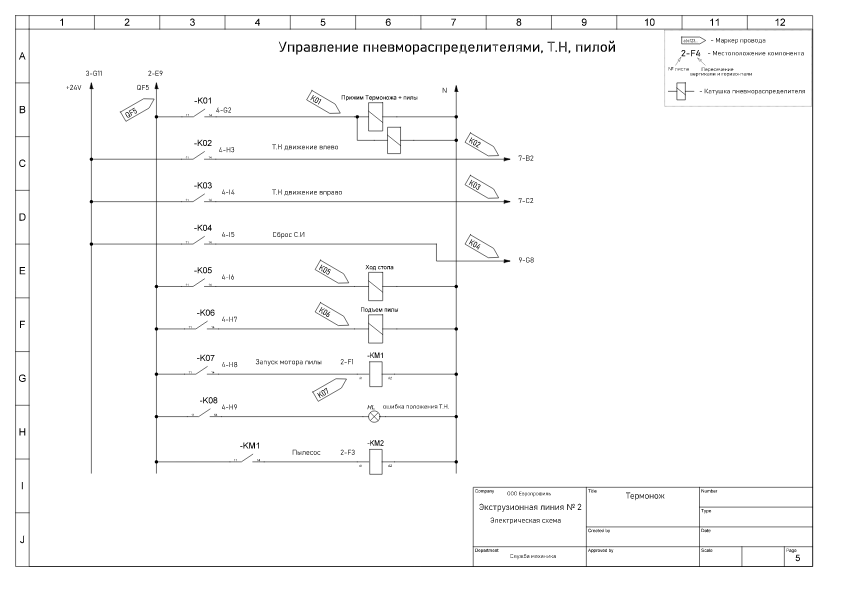 1 2 3 4 5 6 7 8 9 10 11 12
Управление пневмораспределителями, Т.Н, пилой
- Маркер провода
2-F4 - Местоположение компонента
№ листа
Пересечение
вертикали и горизонтали
- Катушка пневмораспределителя
A
B
C
D
E
F
G
H
I
J
3-G11
2-E9
+24V
QF5
N
QF5
-K01
4-G2
K01
Прижим Термоножа + пилы
-K02
4-H3
Т.Н движение влево
K02
7-B2
-K03
4-I4
Т.Н движение вправо
K03
7-C2
-K04
4-I5
Сброс С.И
K04
9-G8
-K05
4-I6
K05
Ход стола
-K06
4-H7
K06
Подъем пилы
-K07
4-H8
Запуск мотора пилы
2-F1
-KM1
K07
-K08
4-H9
HL
ошибка положения Т.Н.
-KM1
Пылесос
2-F3
-KM2
Company
ООО Европрофиль
Экструзионная линия № 2
Электрическая схема
Department
Служба механика
Title
Термонож
Created by
Approved by
Number
Type
Date
Scale
Page
5